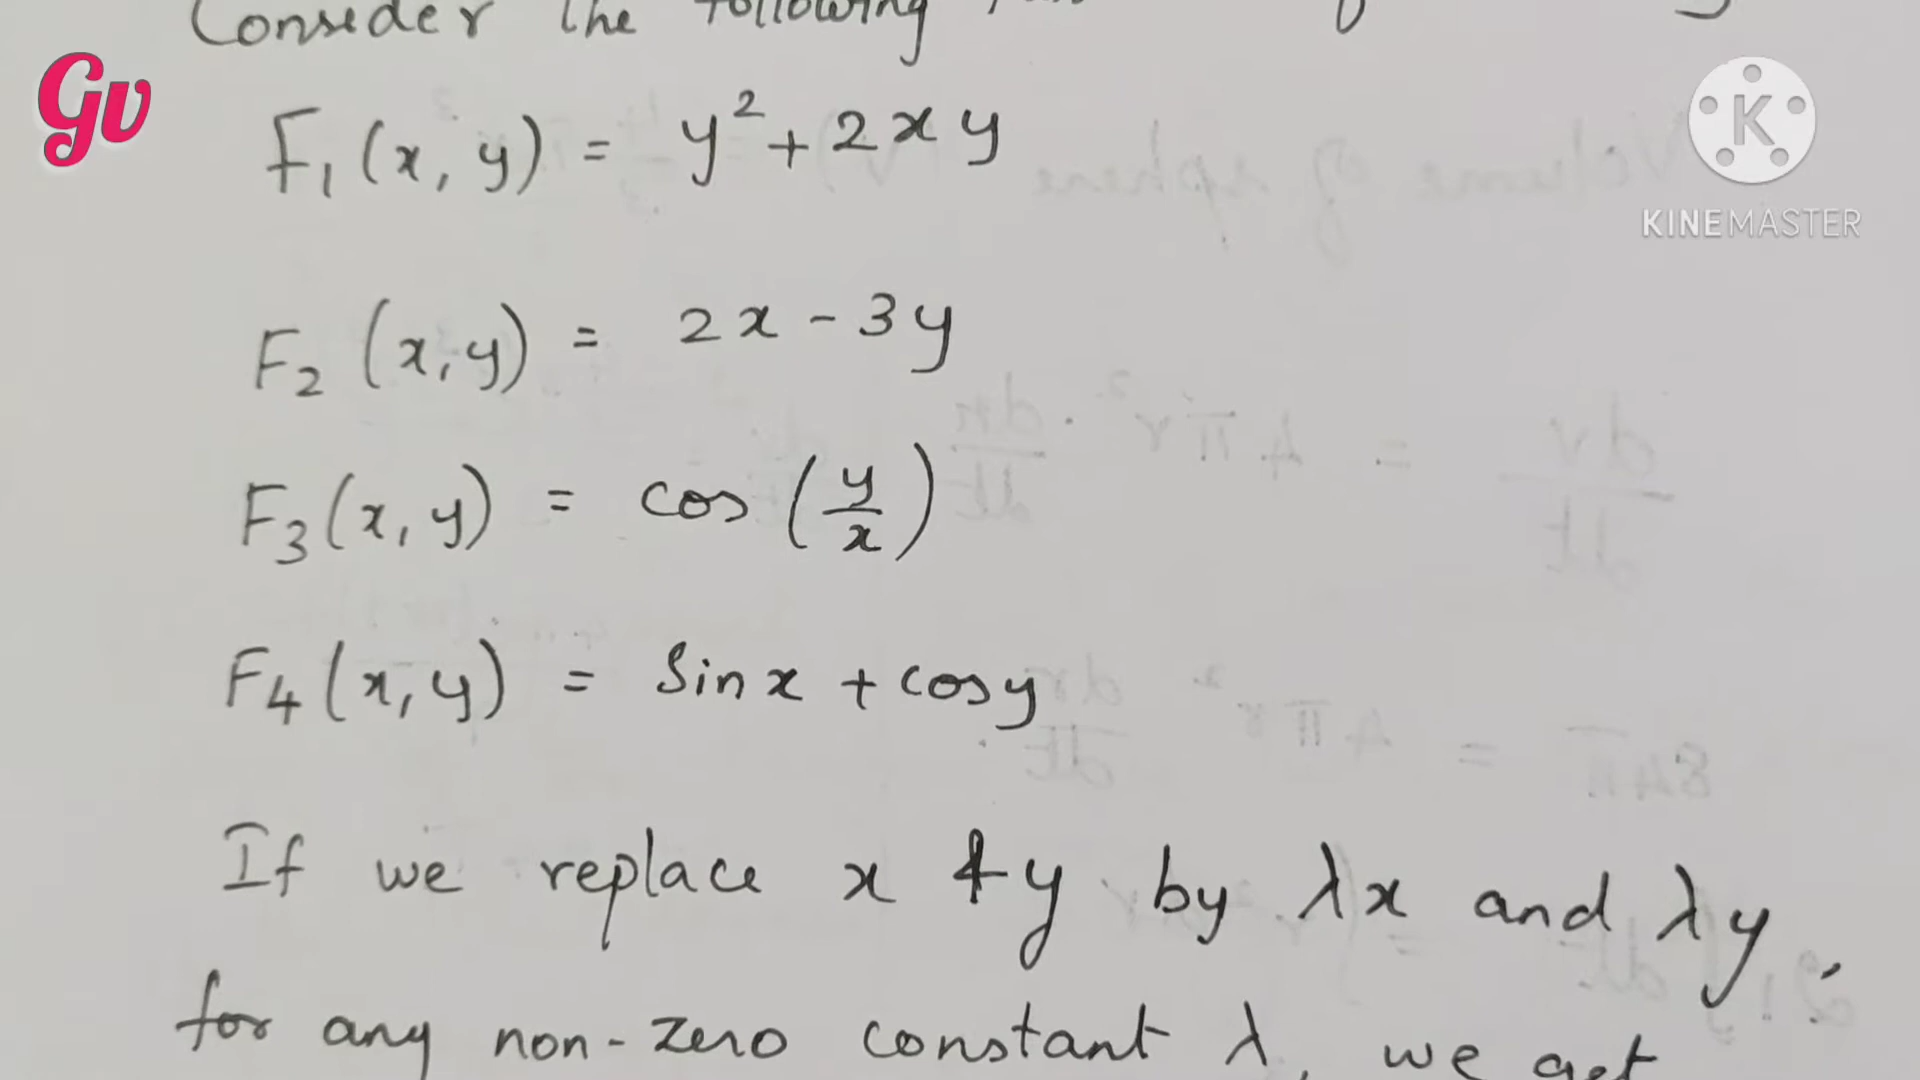 Consider the following
Gv
F₁(x, y) = y² + 2xy
KINEMASTER
F₂(x, y) = 2x - 3y
F₃(x, y) = cos(y/x)
F₄(x, y) = Sin x + cos y
If we replace x & y by λx and λy,
for any non-zero constant λ, we get